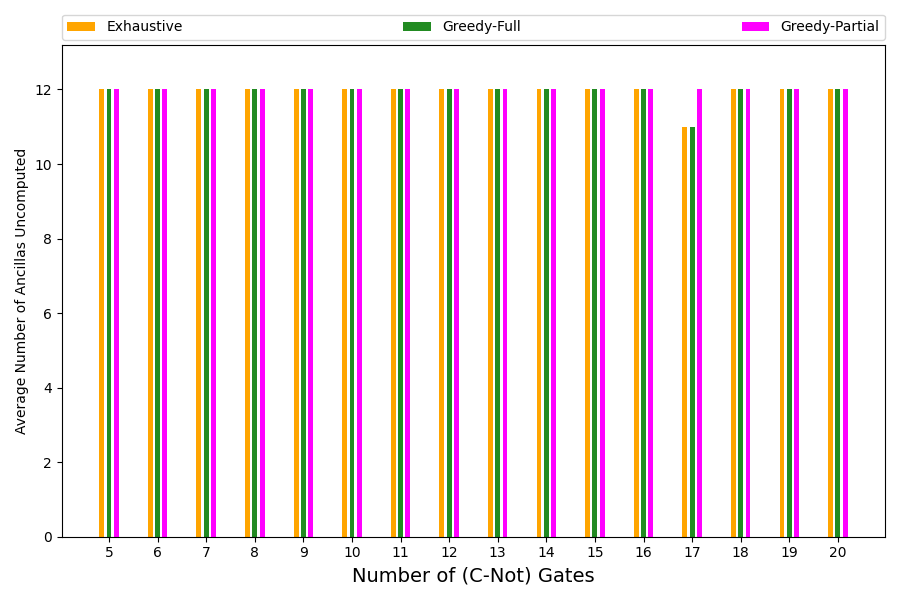 Exhaustive Greedy-Full Greedy-Partial
12
10
8
6
4
2
0
Average Number of Ancillas Uncomputed
5 6 7 8 9 10 11 12 13 14 15 16 17 18 19 20
Number of (C-Not) Gates